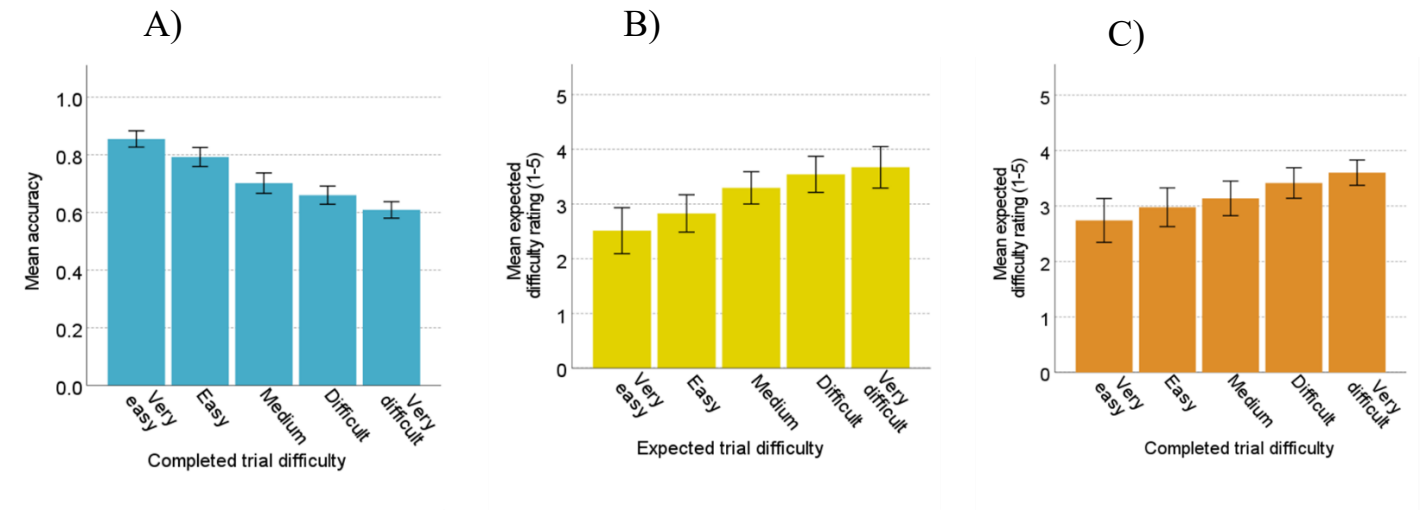 A)
1.0
0.8
0.6
0.4
0.2
0.0
Mean accuracy
Very
easy
Easy
Medium
Difficult
Very
difficult
Completed trial difficulty
B)
5
4
3
2
1
0
Mean expected
difficulty rating (1-5)
Very
easy
Easy
Medium
Difficult
Very
difficult
Expected trial difficulty
C)
5
4
3
2
1
0
Mean expected
difficulty rating (1-5)
Very
easy
Easy
Medium
Difficult
Very
difficult
Completed trial difficulty